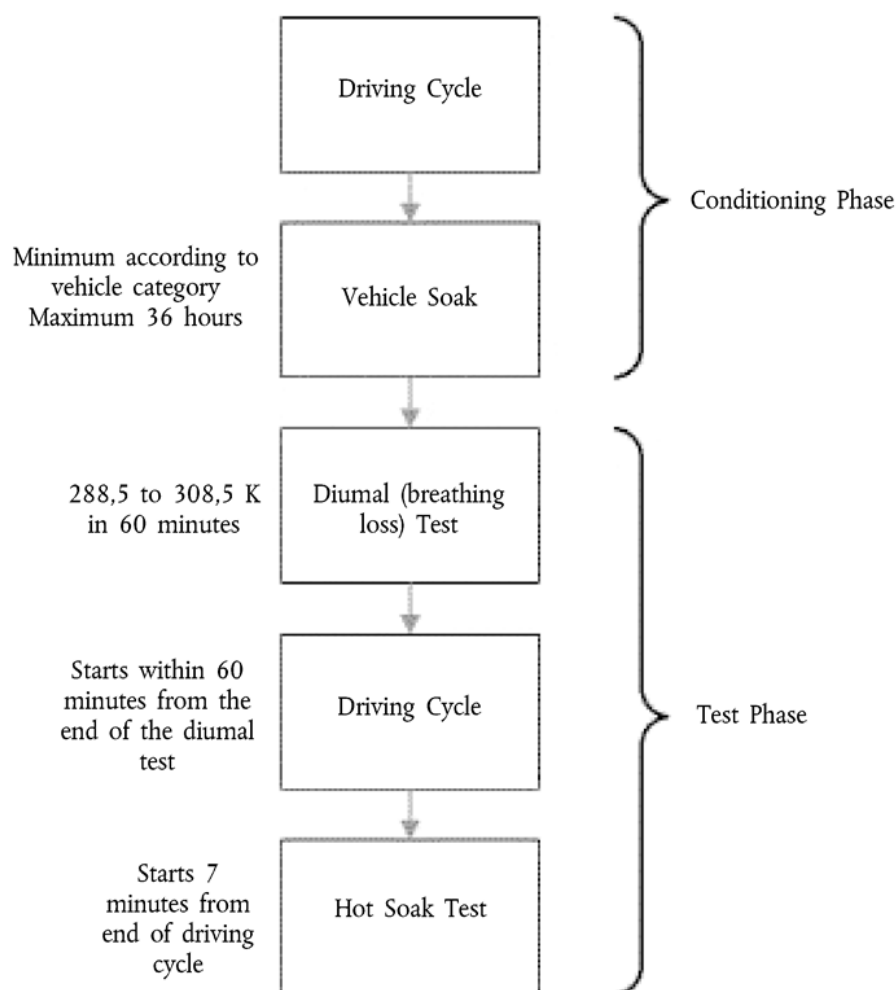 Driving Cycle
Conditioning Phase
Minimum according to
vehicle category
Maximum 36 hours
Vehicle Soak
288,5 to 308,5 K
in 60 minutes
Diumal (breathing
loss) Test
Starts within 60
minutes from the
end of the diumal
test
Driving Cycle
Test Phase
Starts 7
minutes from
end of driving
cycle
Hot Soak Test